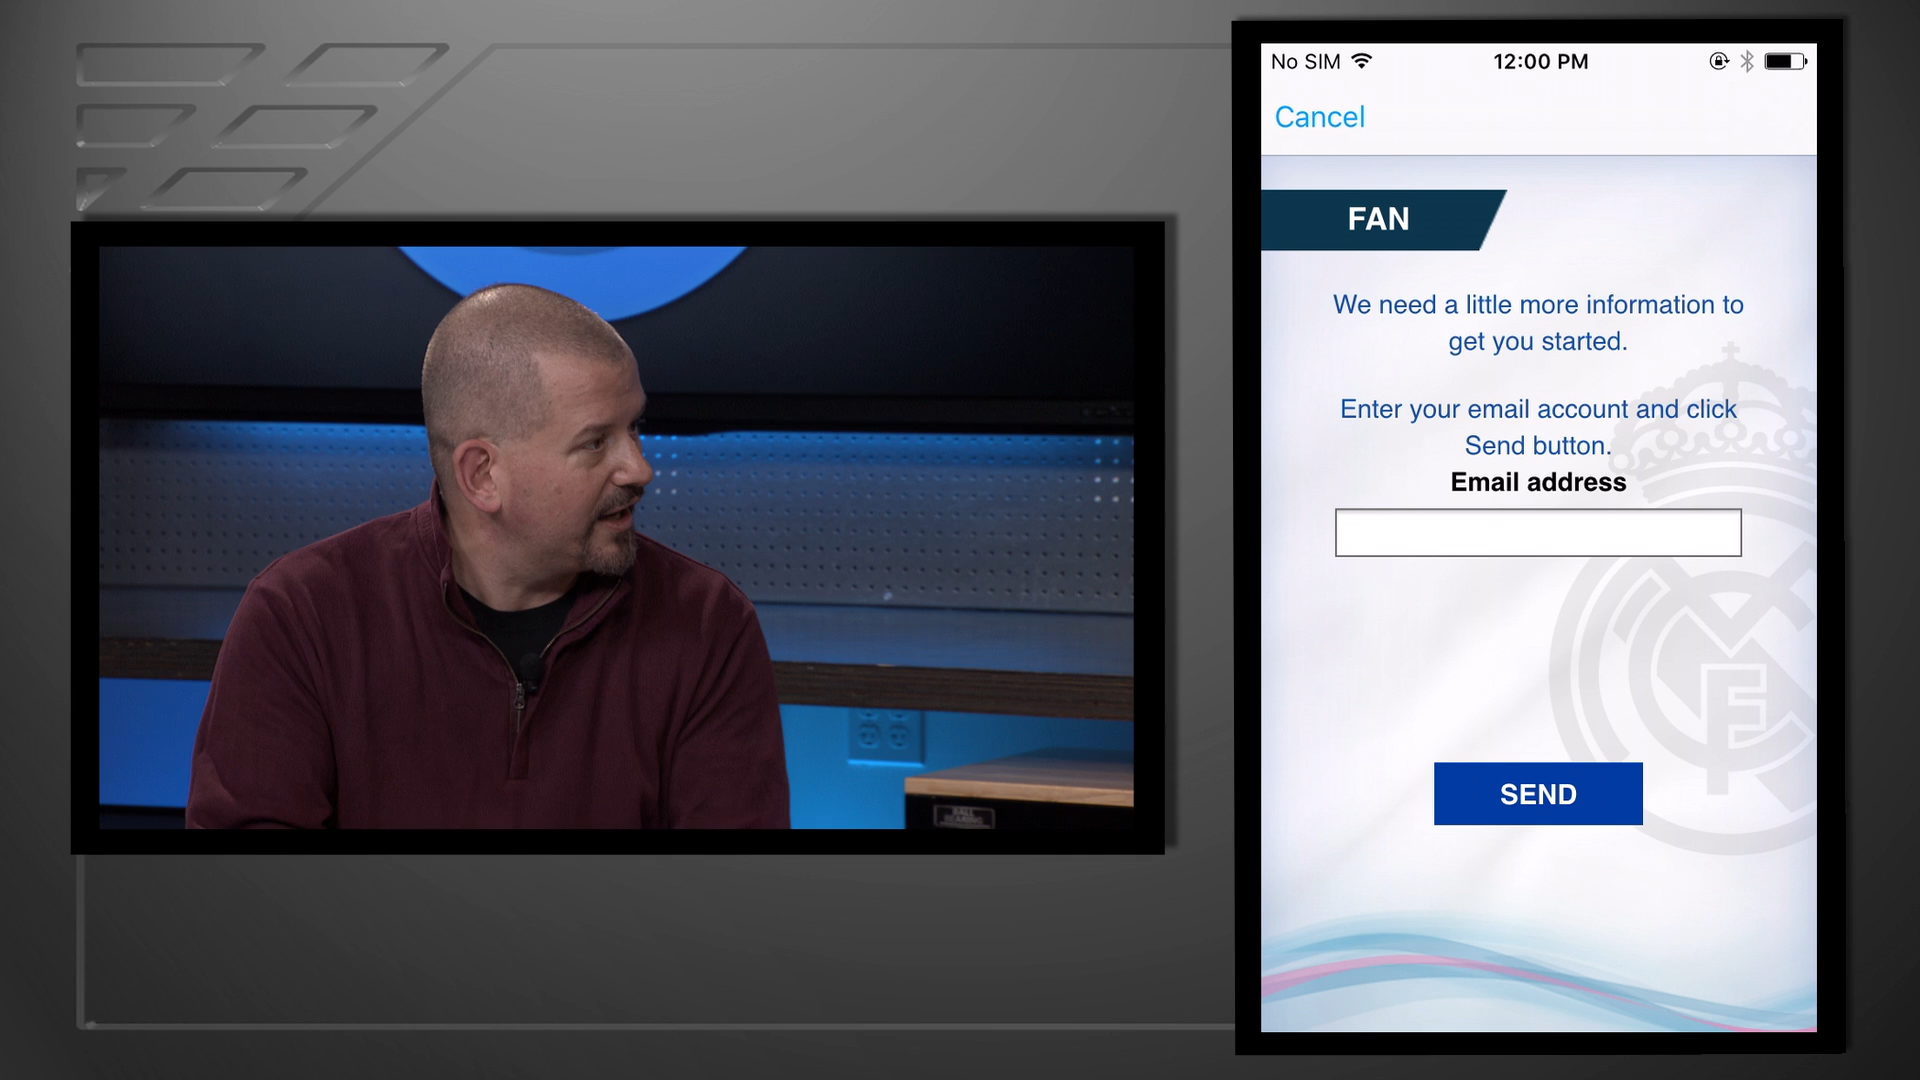 No SIM
12:00 PM
Cancel
FAN
We need a little more information to
get you started.
Enter your email account and click
Send button.
Email address
SEND